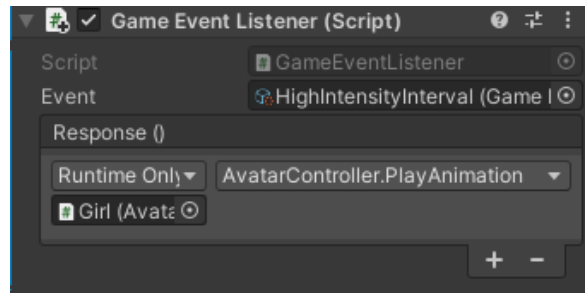 Game Event Listener (Script)
Script GameEventListener
Event HighIntensityInterval (Game
Response ()
Runtime Only AvatarController.PlayAnimation
Girl (Avata